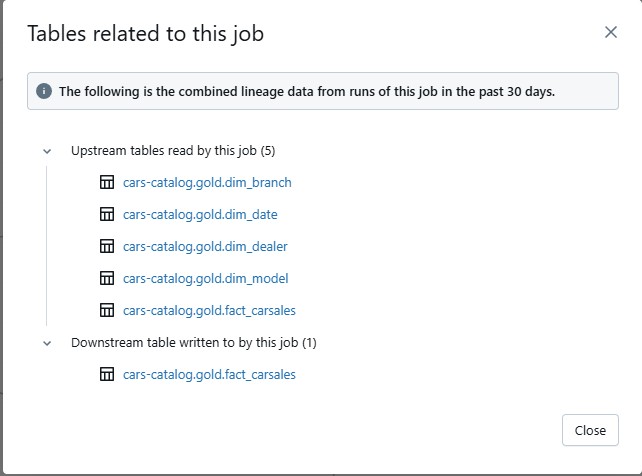 Tables related to this job
The following is the combined lineage data from runs of this job in the past 30 days.
Upstream tables read by this job (5)
cars-catalog.gold.dim_branch
cars-catalog.gold.dim_date
cars-catalog.gold.dim_dealer
cars-catalog.gold.dim_model
cars-catalog.gold.fact_carsales
Downstream table written to by this job (1)
cars-catalog.gold.fact_carsales
Close